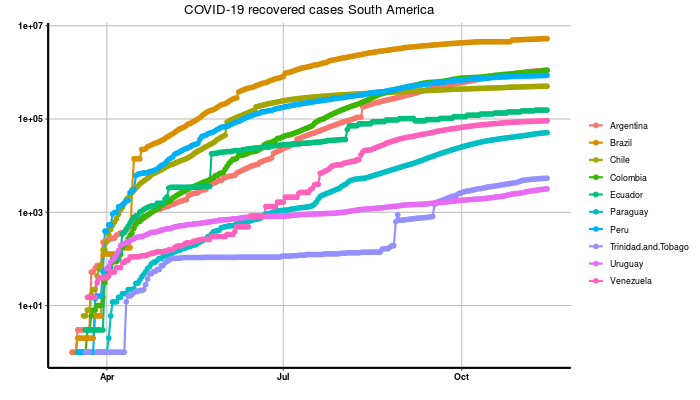 COVID-19 recovered cases South America
1e+07
1e+05
1e+03
1e+01
Apr
Jul
Oct
Argentina
Brazil
Chile
Colombia
Ecuador
Paraguay
Peru
Trinidad.and.Tobago
Uruguay
Venezuela